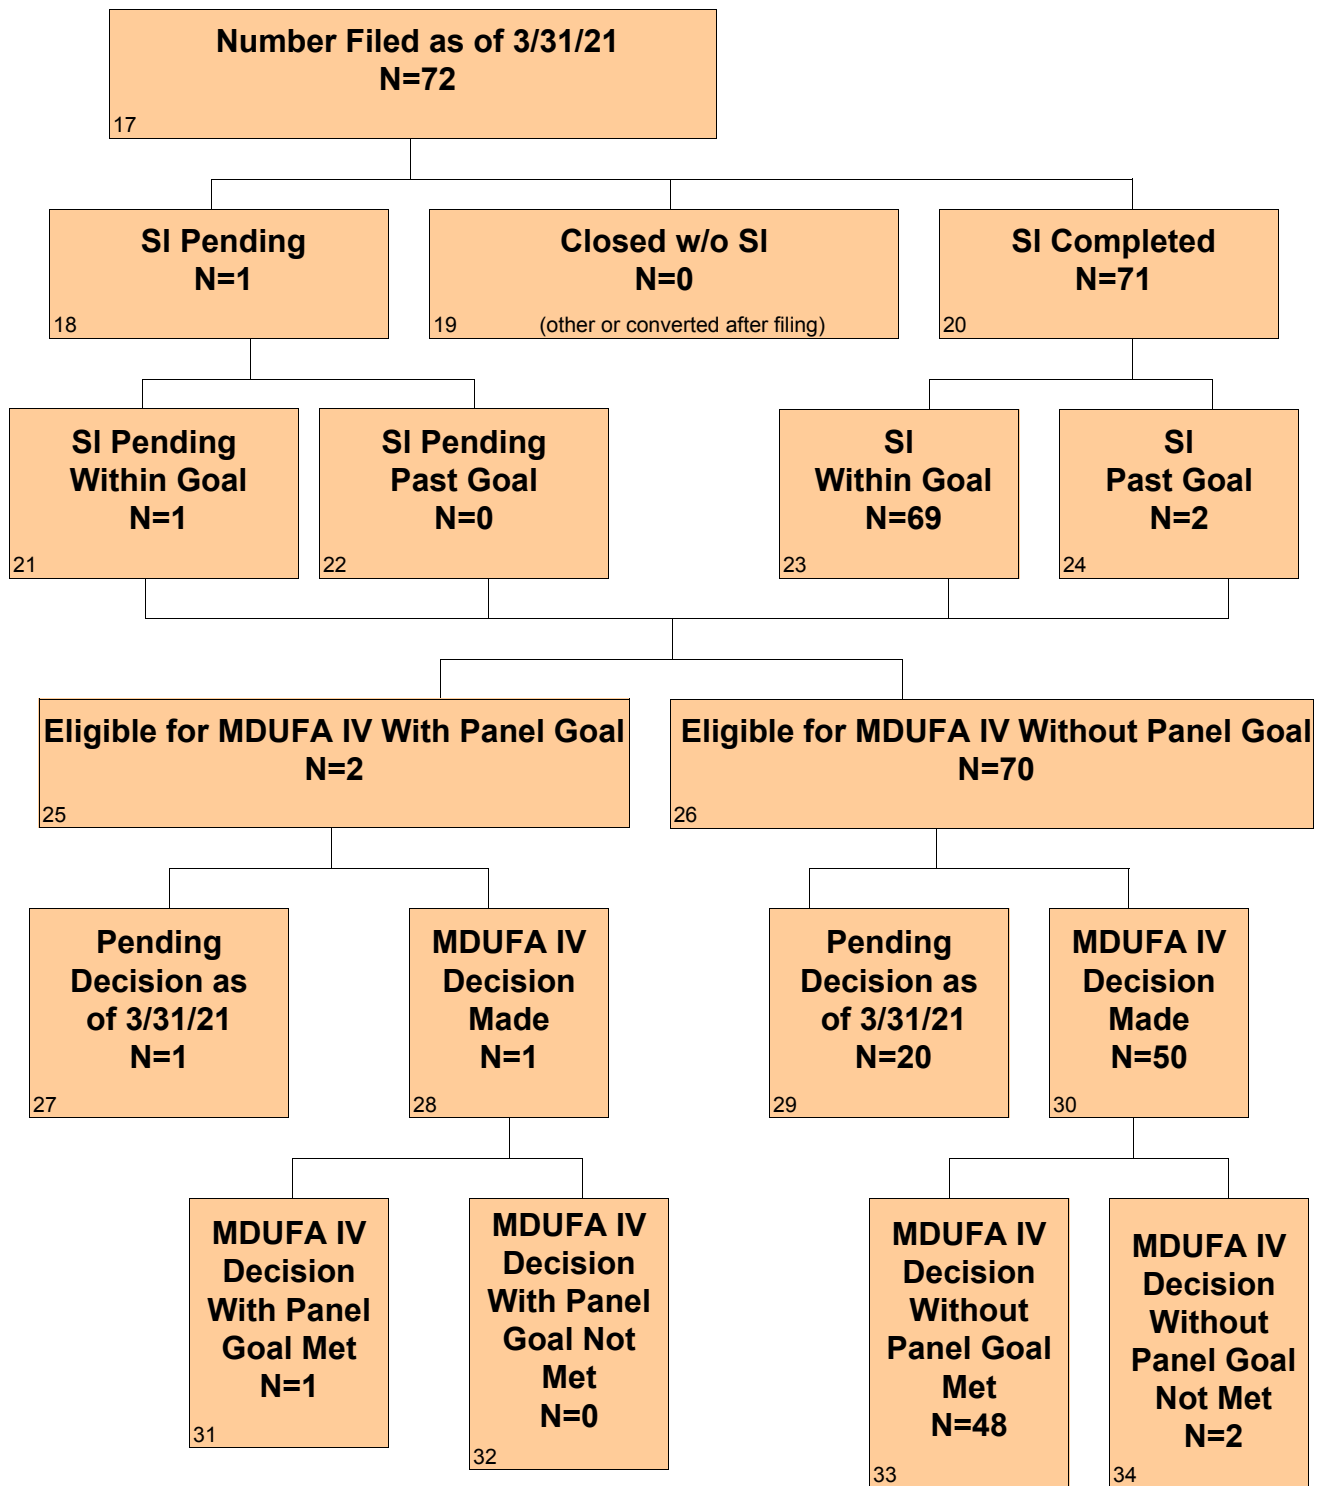 Number Filed as of 3/31/21
N=72
17
SI Pending
N=1
18
Closed w/o SI
N=0
19
(other or converted after filing)
SI Completed
N=71
20
SI Pending
Within Goal
N=1
21
SI Pending
Past Goal
N=0
22
SI
Within Goal
N=69
23
SI
Past Goal
N=2
24
Eligible for MDUFA IV With Panel Goal
N=2
25
Eligible for MDUFA IV Without Panel Goal
N=70
26
Pending
Decision as
of 3/31/21
N=1
27
MDUFA IV
Decision
Made
N=1
28
Pending
Decision as
of 3/31/21
N=20
29
MDUFA IV
Decision
Made
N=50
30
MDUFA IV
Decision
With Panel
Goal Met
N=1
31
MDUFA IV
Decision
With Panel
Goal Not
Met
N=0
32
MDUFA IV
Decision
Without
Panel Goal
Met
N=48
33
MDUFA IV
Decision
Without
Panel Goal
Not Met
N=2
34